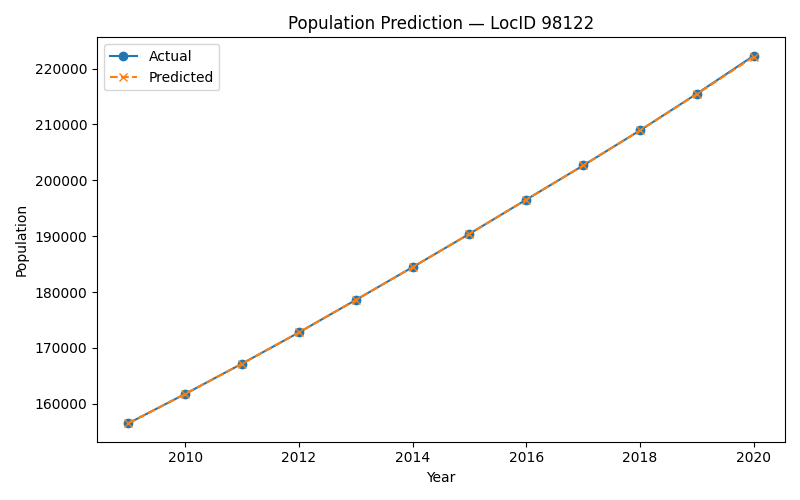 Population Prediction — LocID 98122
Actual
Predicted
220000
210000
200000
190000
180000
170000
160000
Population
2010 2012 2014 2016 2018 2020
Year